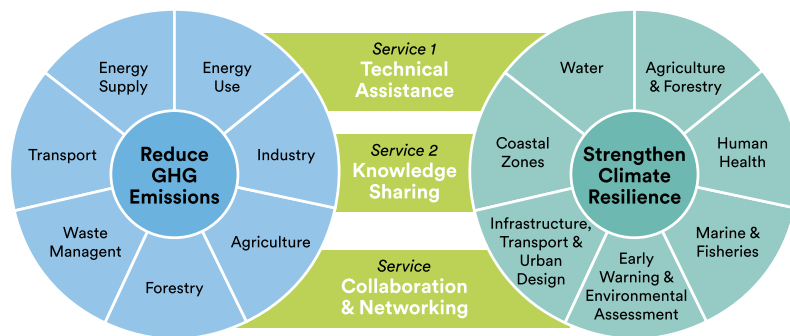 Energy
Supply
Energy
Use
Transport
Industry
Reduce
GHG
Emissions
Waste
Managent
Agriculture
Forestry
Service 1
Technical
Assistance
Service 2
Knowledge
Sharing
Service
Collaboration
& Networking
Water
Agriculture
& Forestry
Coastal
Zones
Human
Health
Strengthen
Climate
Resilience
Infrastructure,
Transport &
Urban
Design
Marine &
Fisheries
Early
Warning &
Environmental
Assessment